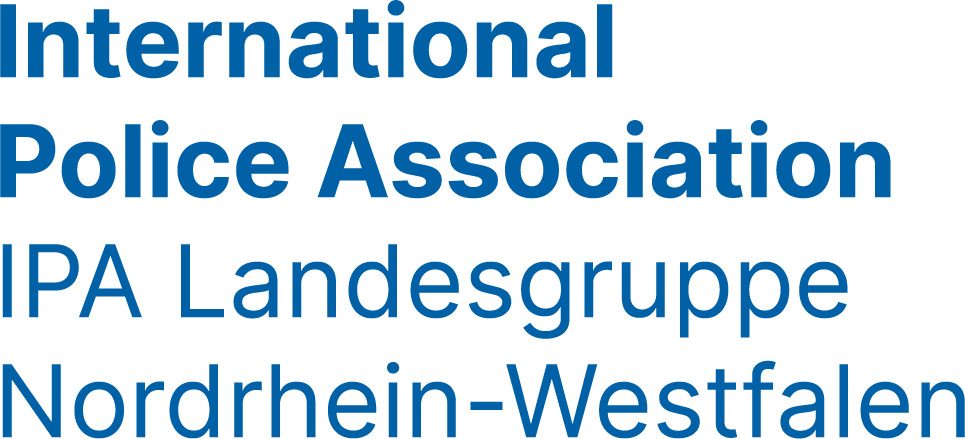 International
Police Association
IPA Landesgruppe
Nordrhein-Westfalen